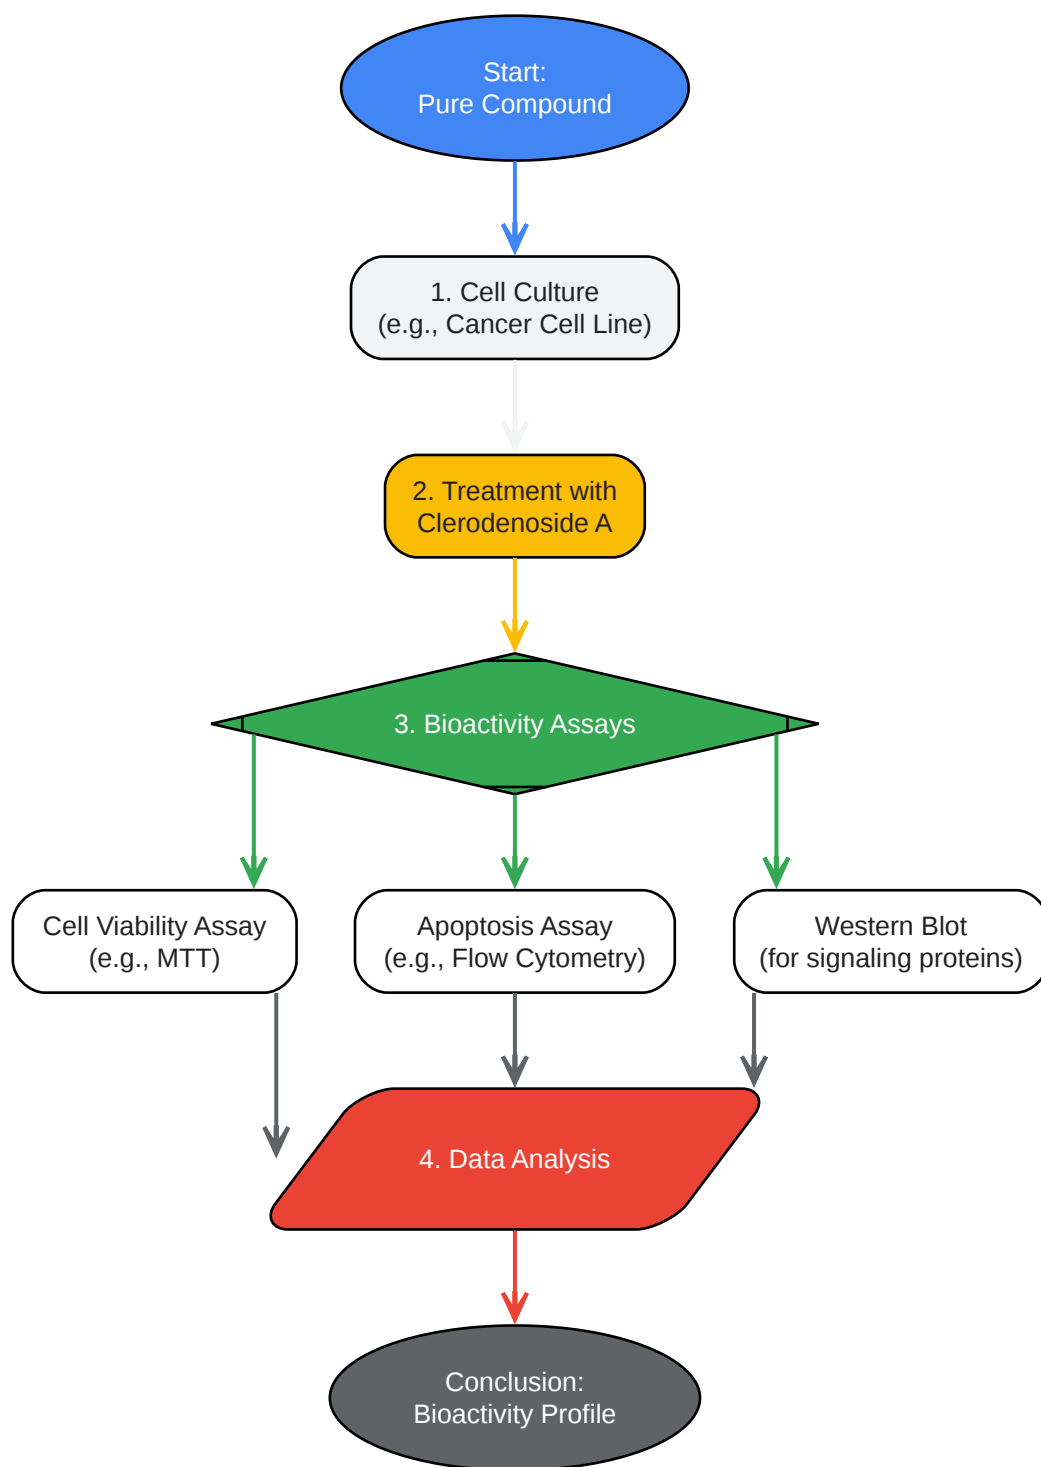 Start:
Pure Compound
1. Cell Culture
(e.g., Cancer Cell Line)
2. Treatment with
Clerodenoside A
3. Bioactivity Assays
Cell Viability Assay
(e.g., MTT)
Apoptosis Assay
(e.g., Flow Cytometry)
Western Blot
(for signaling proteins)
4. Data Analysis
Conclusion:
Bioactivity Profile